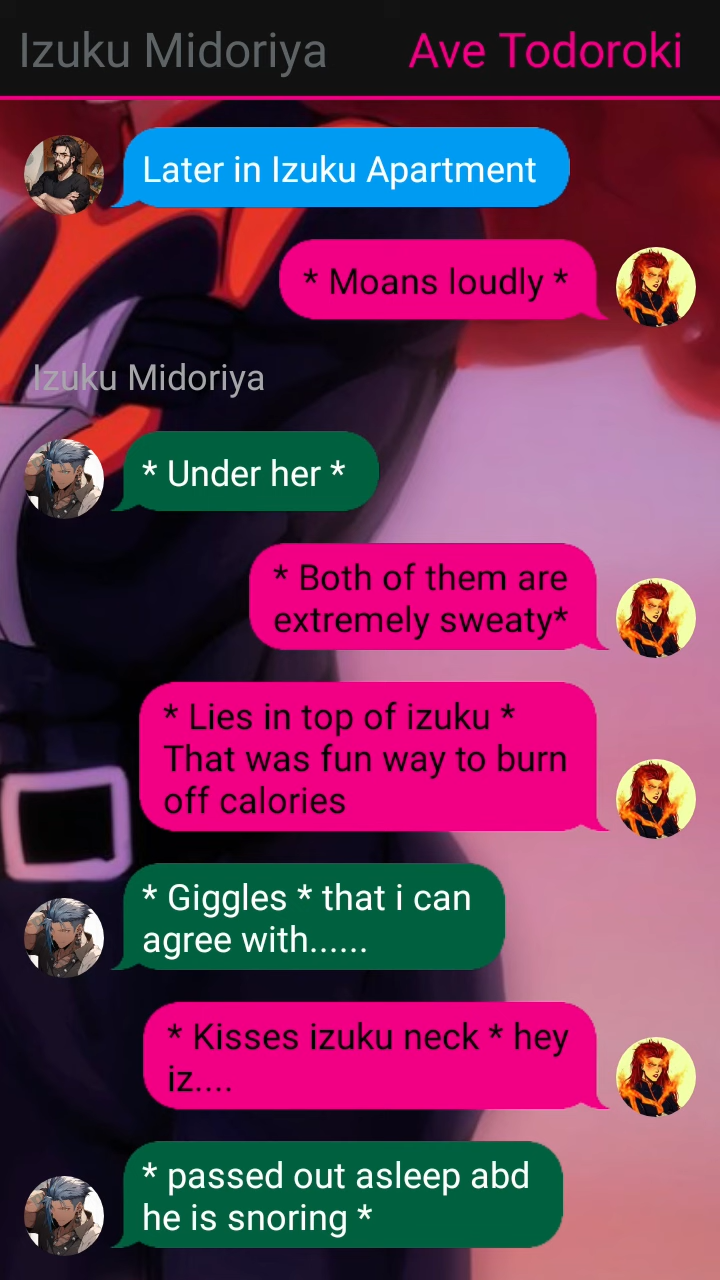 Izuku Midoriya Ave Todoroki
Later in Izuku Apartment
* Moans loudly *
Izuku Midoriya
* Under her *
* Both of them are
extremely sweaty*
* Lies in top of izuku *
That was fun way to burn
off calories
* Giggles * that i can
agree with......
* Kisses izuku neck * hey
iz....
* passed out asleep abd
he is snoring *